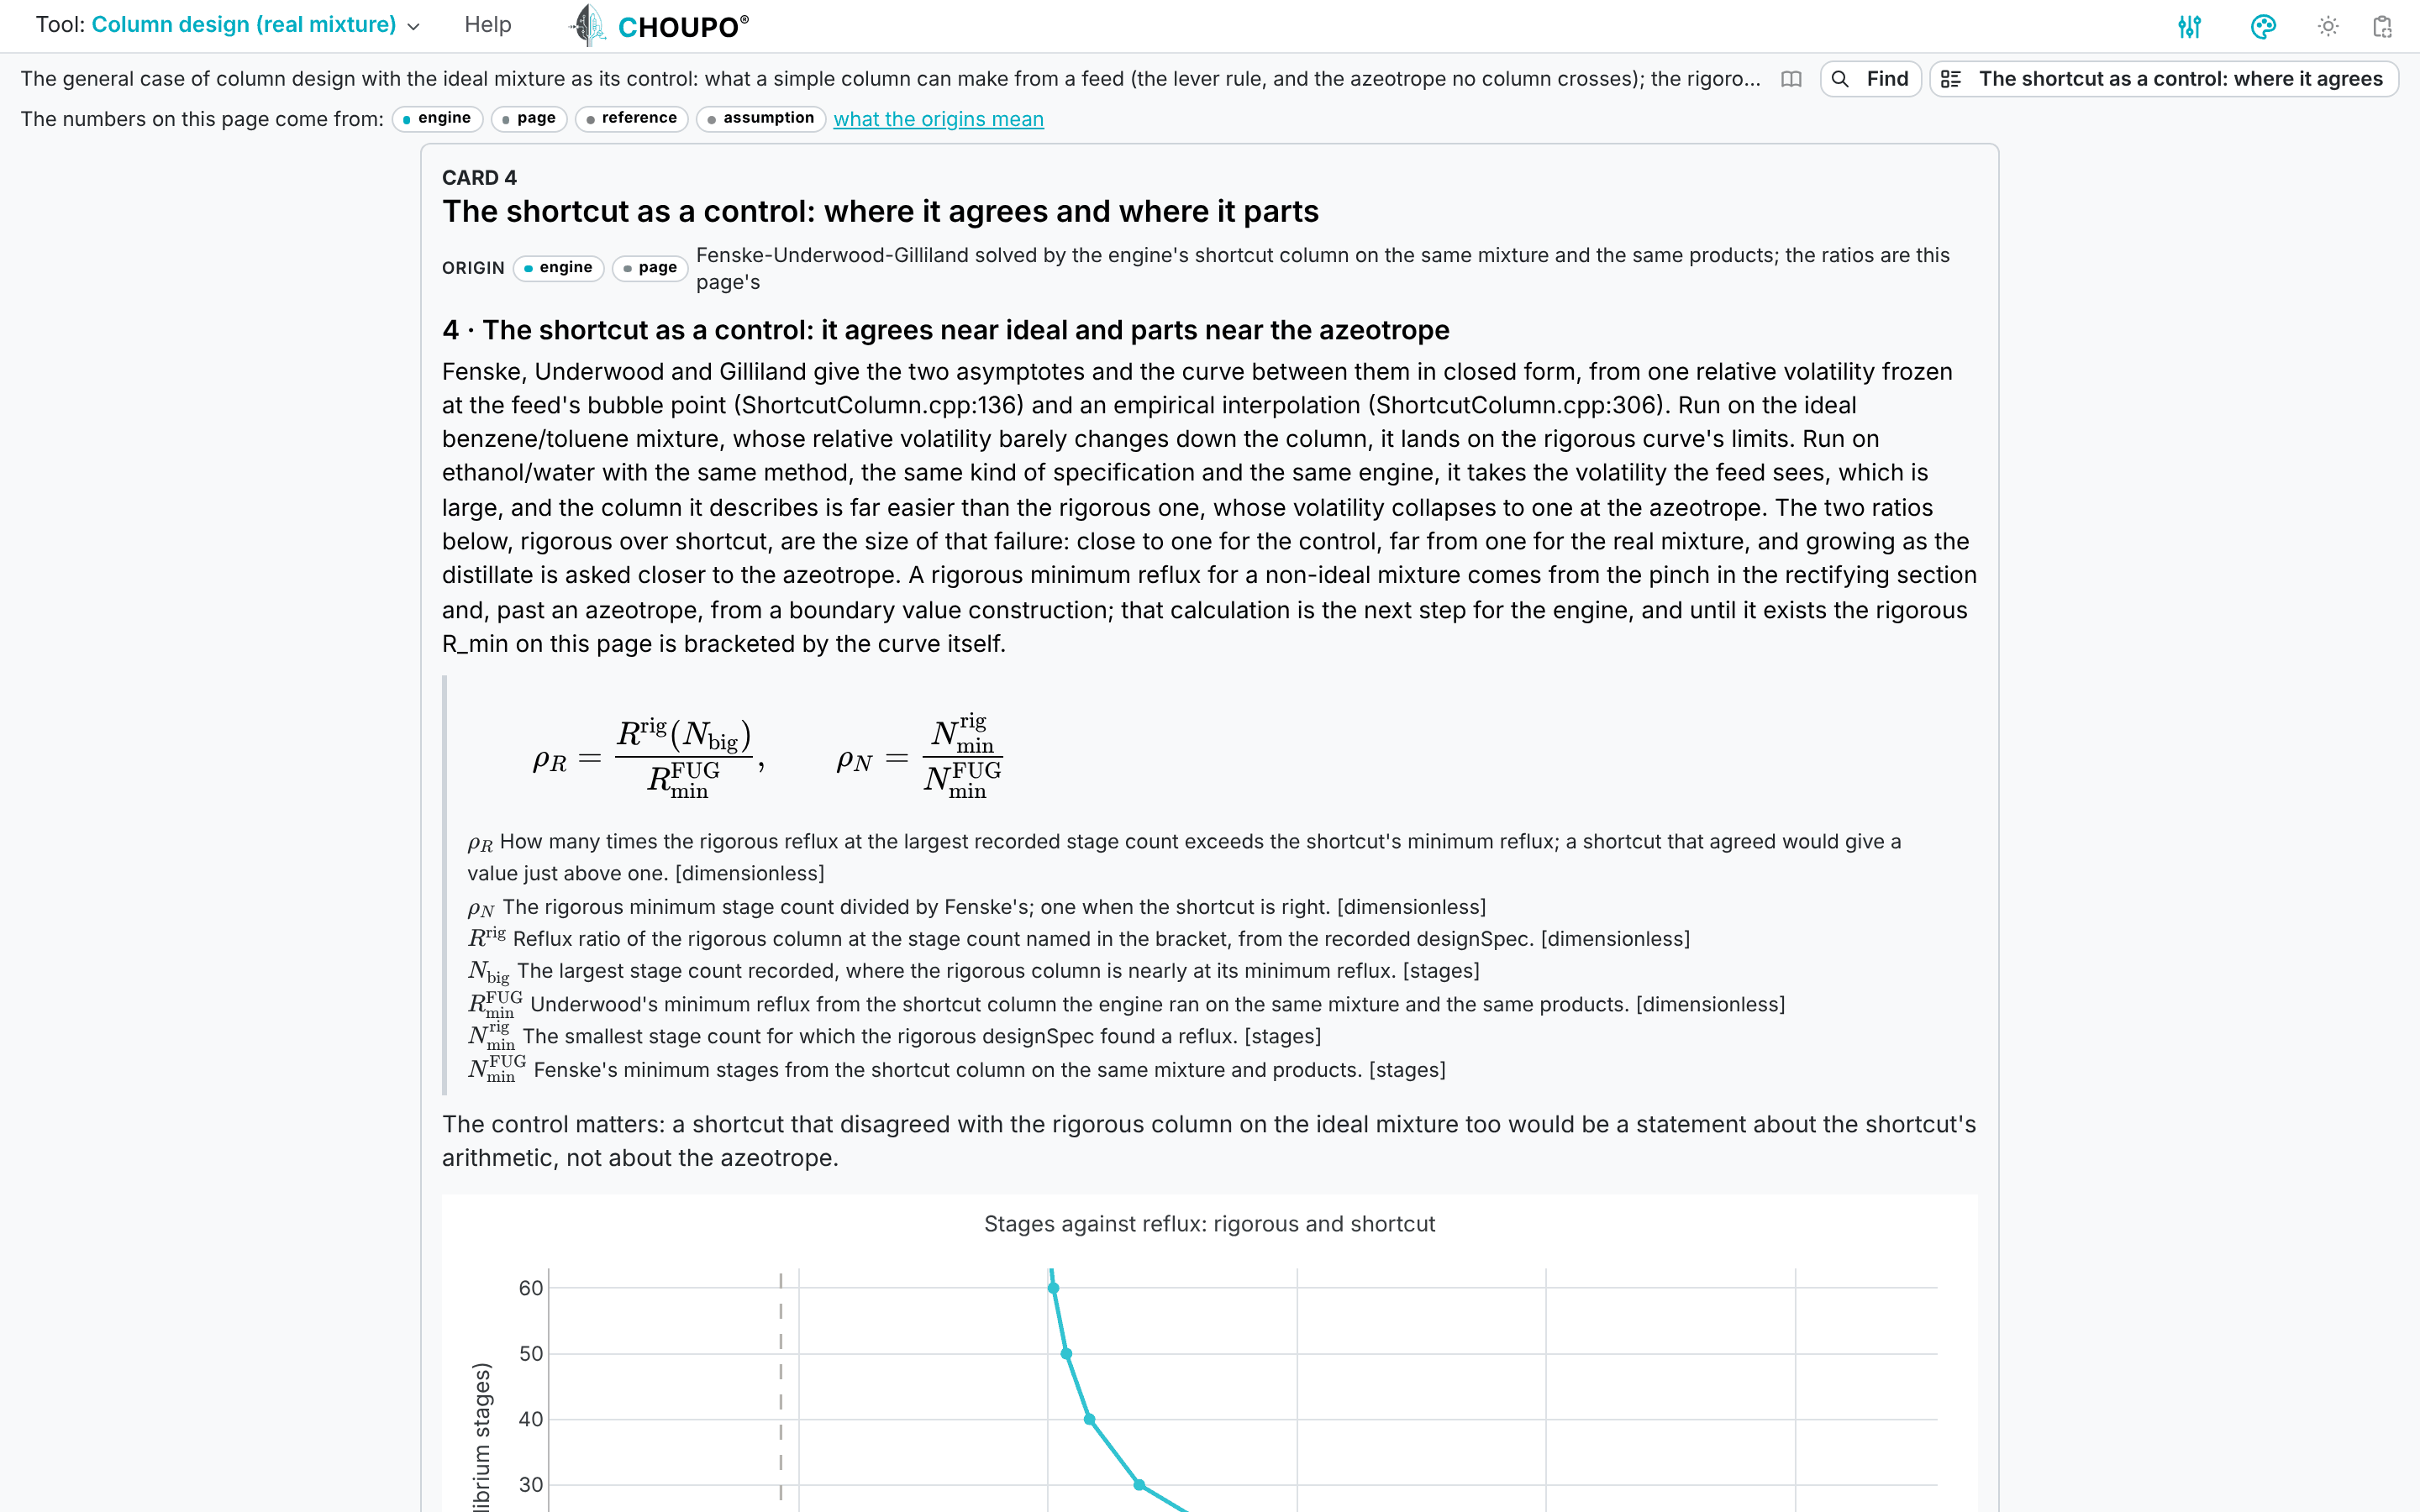 Tool: Column design (real mixture) Help CHOUPO®
The general case of column design with the ideal mixture as its control: what a simple column can make from a feed (the lever rule, and the azeotrope no column crosses); the rigoro... Find The shortcut as a control: where it agrees
The numbers on this page come from: engine page reference assumption what the origins mean
CARD 4
The shortcut as a control: where it agrees and where it parts
ORIGIN engine page Fenske-Underwood-Gilliland solved by the engine's shortcut column on the same mixture and the same products; the ratios are this
page's
4 · The shortcut as a control: it agrees near ideal and parts near the azeotrope
Fenske, Underwood and Gilliland give the two asymptotes and the curve between them in closed form, from one relative volatility frozen
at the feed's bubble point (ShortcutColumn.cpp:136) and an empirical interpolation (ShortcutColumn.cpp:306). Run on the ideal
benzene/toluene mixture, whose relative volatility barely changes down the column, it lands on the rigorous curve's limits. Run on
ethanol/water with the same method, the same kind of specification and the same engine, it takes the volatility the feed sees, which is
large, and the column it describes is far easier than the rigorous one, whose volatility collapses to one at the azeotrope. The two ratios
below, rigorous over shortcut, are the size of that failure: close to one for the control, far from one for the real mixture, and growing as the
distillate is asked closer to the azeotrope. A rigorous minimum reflux for a non-ideal mixture comes from the pinch in the rectifying section
and, past an azeotrope, from a boundary value construction; that calculation is the next step for the engine, and until it exists the rigorous
R_min on this page is bracketed by the curve itself.
ρ_R = R^rig(N_big) / R_min^FUG, ρ_N = N_min^rig / N_min^FUG
ρ_R How many times the rigorous reflux at the largest recorded stage count exceeds the shortcut's minimum reflux; a shortcut that agreed would give a
value just above one. [dimensionless]
ρ_N The rigorous minimum stage count divided by Fenske's; one when the shortcut is right. [dimensionless]
R^rig Reflux ratio of the rigorous column at the stage count named in the bracket, from the recorded designSpec. [dimensionless]
N_big The largest stage count recorded, where the rigorous column is nearly at its minimum reflux. [stages]
R_min^FUG Underwood's minimum reflux from the shortcut column the engine ran on the same mixture and the same products. [dimensionless]
N_min^rig The smallest stage count for which the rigorous designSpec found a reflux. [stages]
N_min^FUG Fenske's minimum stages from the shortcut column on the same mixture and products. [stages]
The control matters: a shortcut that disagreed with the rigorous column on the ideal mixture too would be a statement about the shortcut's
arithmetic, not about the azeotrope.
Stages against reflux: rigorous and shortcut
60
50
40
30
librium stages)